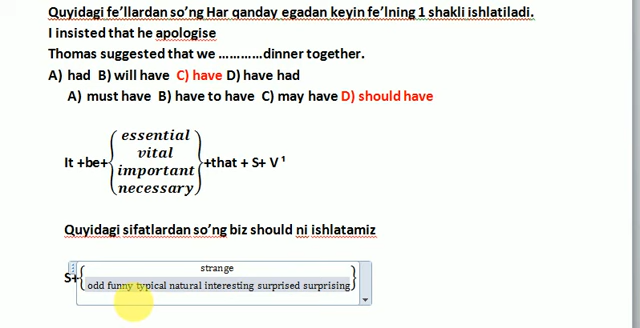 Quyidagi fe'llardan so'ng Har qanday egadan keyin fe'lning 1 shakli ishlatiladi.
I insisted that he apologise
Thomas suggested that we …………dinner together.
A) had B) will have C) have D) have had
A) must have B) have to have C) may have D) should have
essential
vital
It +be+ important +that + S+ V¹
necessary
Quyidagi sifatlardan so'ng biz should ni ishlatamiz
strange
S+ odd funny typical natural interesting surprised surprising